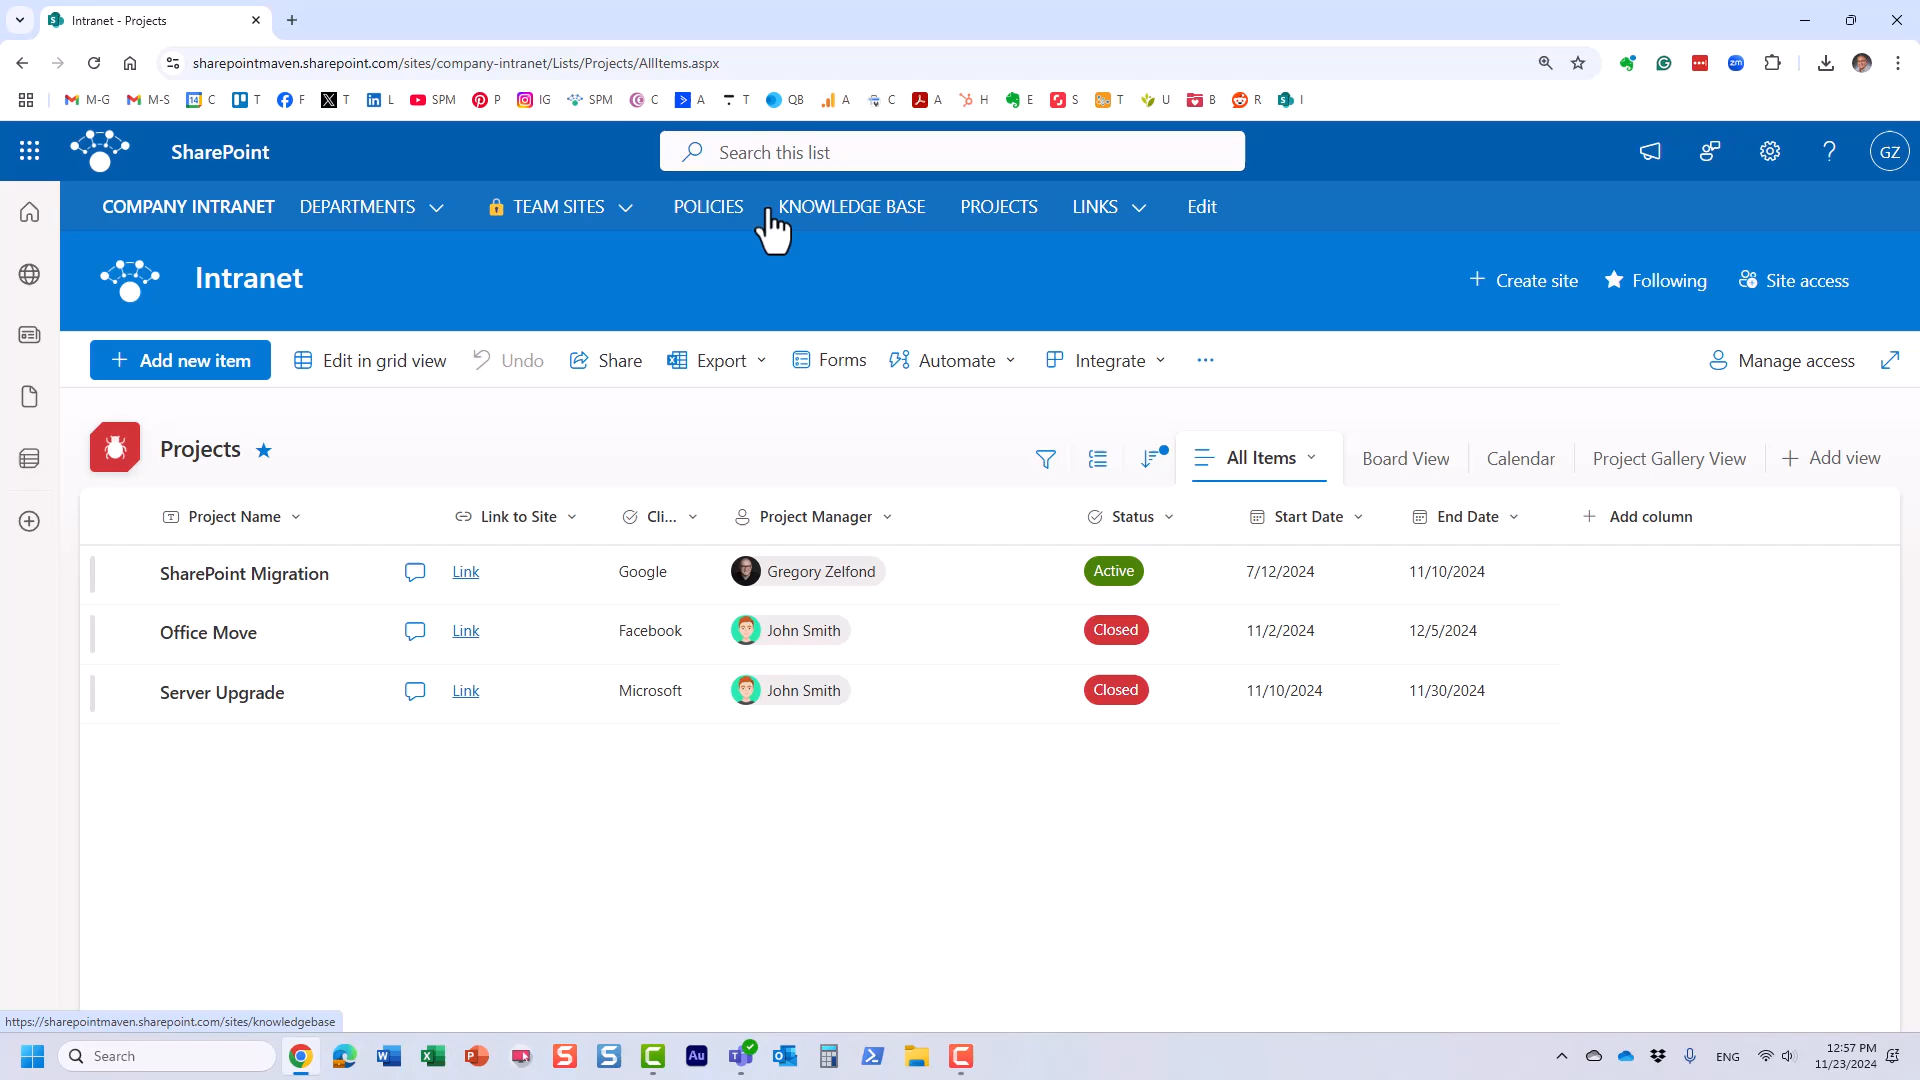 Intranet - Projects
sharepointmaven.sharepoint.com/sites/company-intranet/Lists/Projects/AllItems.aspx
M-G M-S C T F T L SPM P IG SPM C A T QB A C A H E S T U B R I
SharePoint Search this list GZ
COMPANY INTRANET DEPARTMENTS TEAM SITES POLICIES KNOWLEDGE BASE PROJECTS LINKS Edit
Intranet Create site Following Site access
Add new item Edit in grid view Undo Share Export Forms Automate Integrate Manage access
Projects All Items Board View Calendar Project Gallery View Add view
Project Name Link to Site Cli... Project Manager Status Start Date End Date Add column
SharePoint Migration Link Google Gregory Zelfond Active 7/12/2024 11/10/2024
Office Move Link Facebook John Smith Closed 11/2/2024 12/5/2024
Server Upgrade Link Microsoft John Smith Closed 11/10/2024 11/30/2024
https://sharepointmaven.sharepoint.com/sites/knowledgebase
Search ENG 12:57 PM
11/23/2024